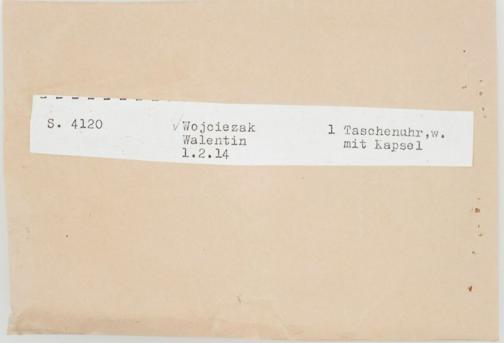 S. 4120
√Wojciezak
Walentin
1.2.14
1 Taschenuhr,w.
mit Kapsel